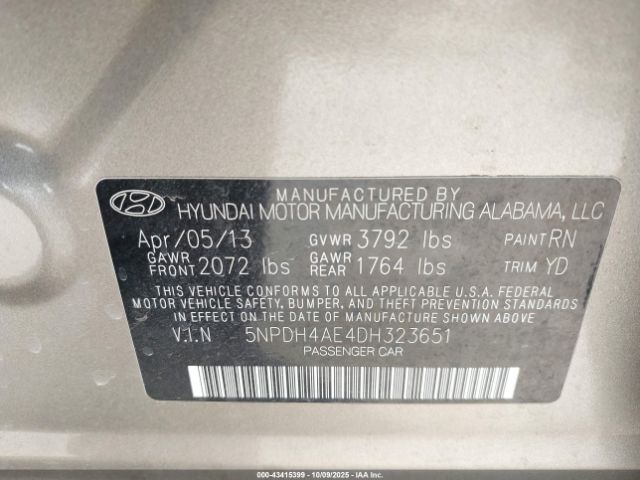 MANUFACTURED BY
HYUNDAI MOTOR MANUFACTURING ALABAMA, LLC
Apr/05/13 GVWR 3792 lbs PAINT RN
GAWR FRONT 2072 lbs GAWR REAR 1764 lbs TRIM YD
THIS VEHICLE CONFORMS TO ALL APPLICABLE U.S.A. FEDERAL
MOTOR VEHICLE SAFETY, BUMPER, AND THEFT PREVENTION STANDARDS
IN EFFECT ON THE DATE OF MANUFACTURE SHOWN ABOVE
V.I.N 5NPDH4AE4DH323651
PASSENGER CAR
000-43415399 - 10/09/2025 - IAA Inc.